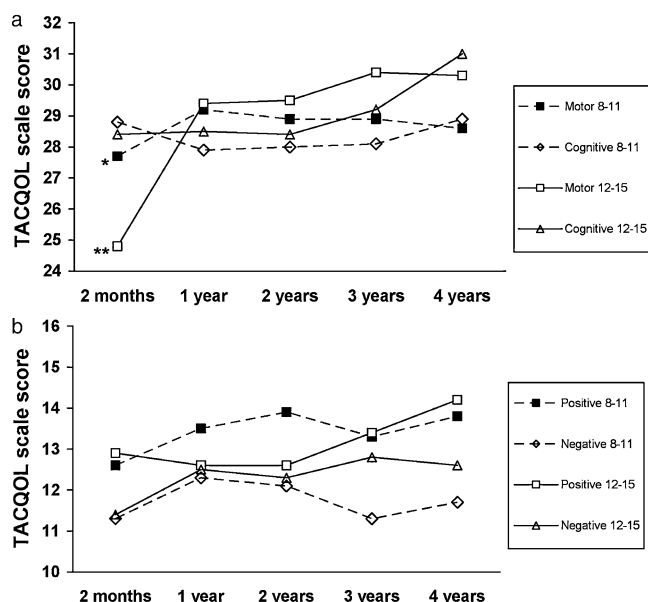 a
TACQOL scale score
32
31
30
29
28
27
26
25
24
*
**
2 months 1 year 2 years 3 years 4 years
Motor 8-11
Cognitive 8-11
Motor 12-15
Cognitive 12-15
b
TACQOL scale score
16
15
14
13
12
11
10
2 months 1 year 2 years 3 years 4 years
Positive 8-11
Negative 8-11
Positive 12-15
Negative 12-15